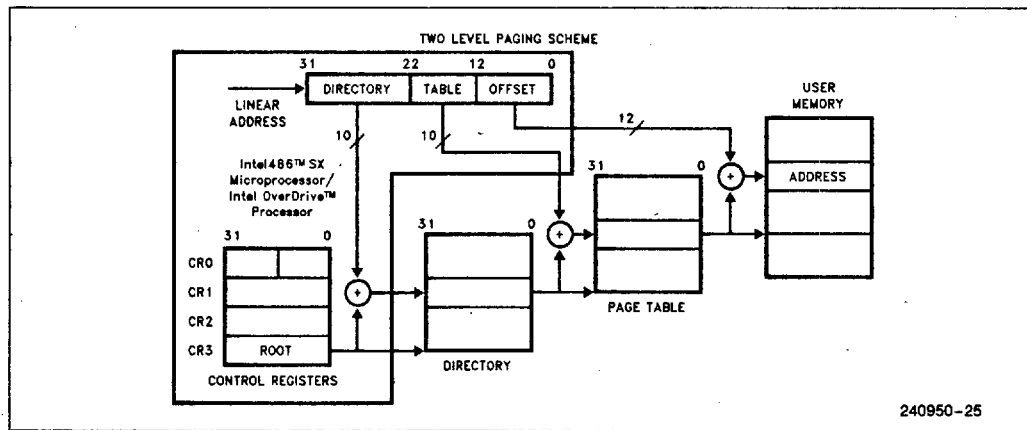 TWO LEVEL PAGING SCHEME
31 22 12 0
DIRECTORY TABLE OFFSET
LINEAR
ADDRESS
USER
MEMORY
10 10 12
Intel486™ SX
Microprocessor/
Intel OverDrive™
Processor
31 0
ADDRESS
31 0
31 0
CR0
CR1
CR2
CR3 ROOT
PAGE TABLE
DIRECTORY
CONTROL REGISTERS
240950-25